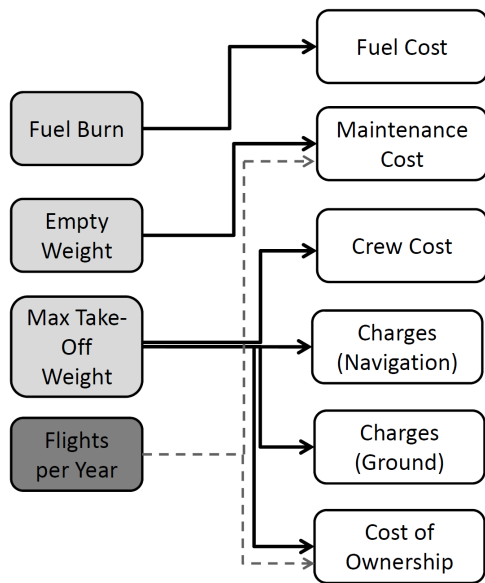 Fuel Burn
Empty
Weight
Max Take-
Off
Weight
Flights
per Year
Fuel Cost
Maintenance
Cost
Crew Cost
Charges
(Navigation)
Charges
(Ground)
Cost of
Ownership